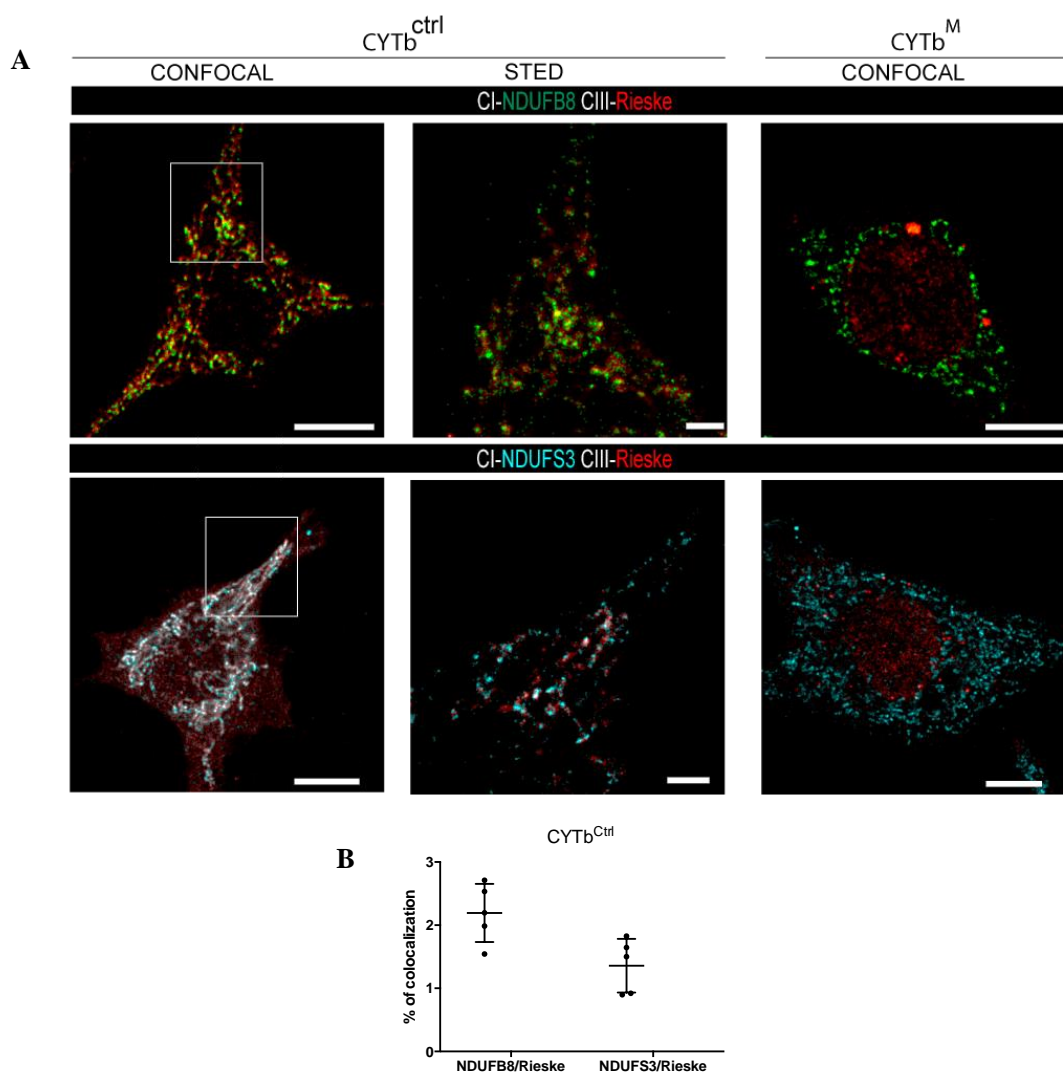 CYTb^ctrl CYTb^M
A
CONFOCAL STED CONFOCAL
CI-NDUFB8 CIII-Rieske
CI-NDUFS3 CIII-Rieske
CYTb^Ctrl
B
3
2
1
0
% of colocalization
NDUFB8/Rieske NDUFS3/Rieske